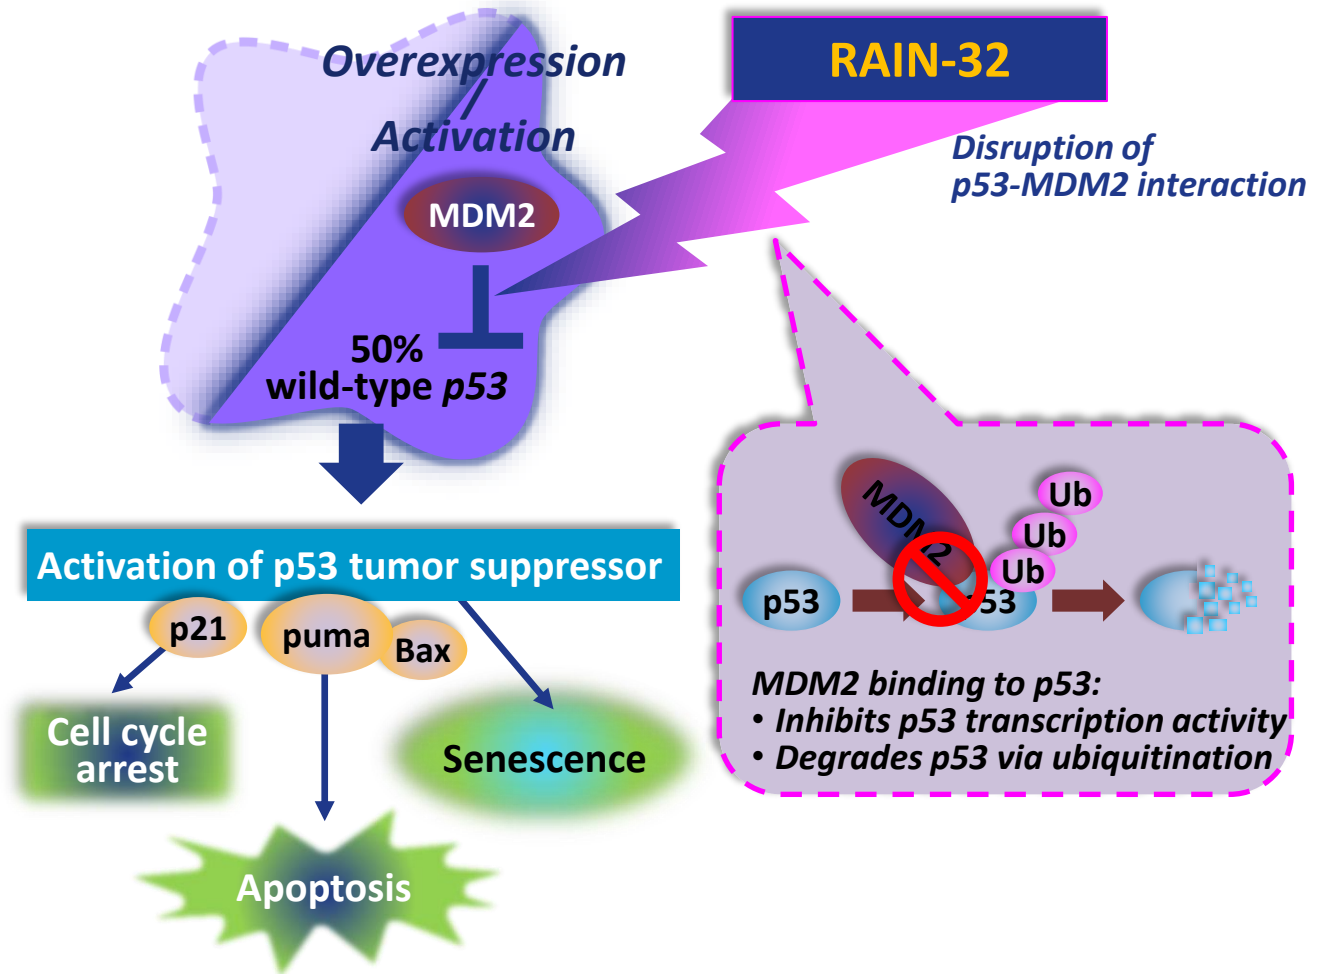 Overexpression
/
Activation
MDM2
50%
wild-type p53
RAIN-32
Disruption of
p53-MDM2 interaction
Activation of p53 tumor suppressor
p21
puma
Bax
Cell cycle
arrest
Senescence
Apoptosis
MDM2
Ub
Ub
Ub
p53
p53
MDM2 binding to p53:
• Inhibits p53 transcription activity
• Degrades p53 via ubiquitination